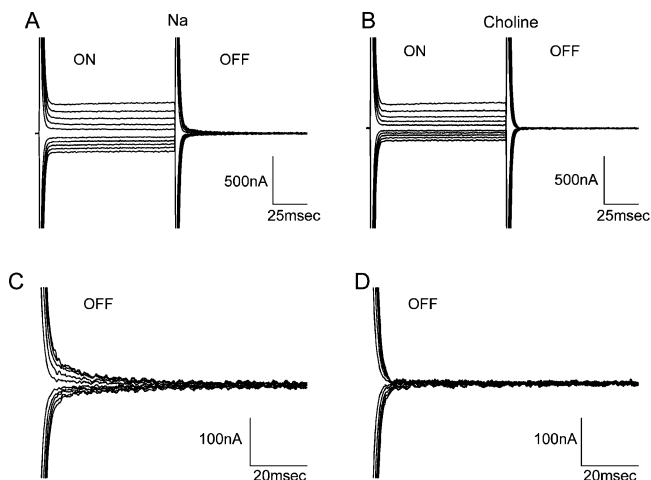 A
Na
ON
OFF
500nA
25msec
B
Choline
ON
OFF
500nA
25msec
C
OFF
100nA
20msec
D
OFF
100nA
20msec